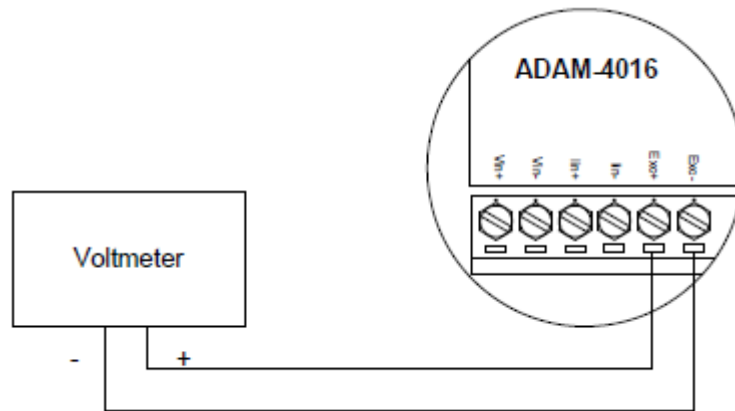 ADAM-4016
Vin+ Vin- Iin+ Iin- Exc+ Exc-
Voltmeter
- +